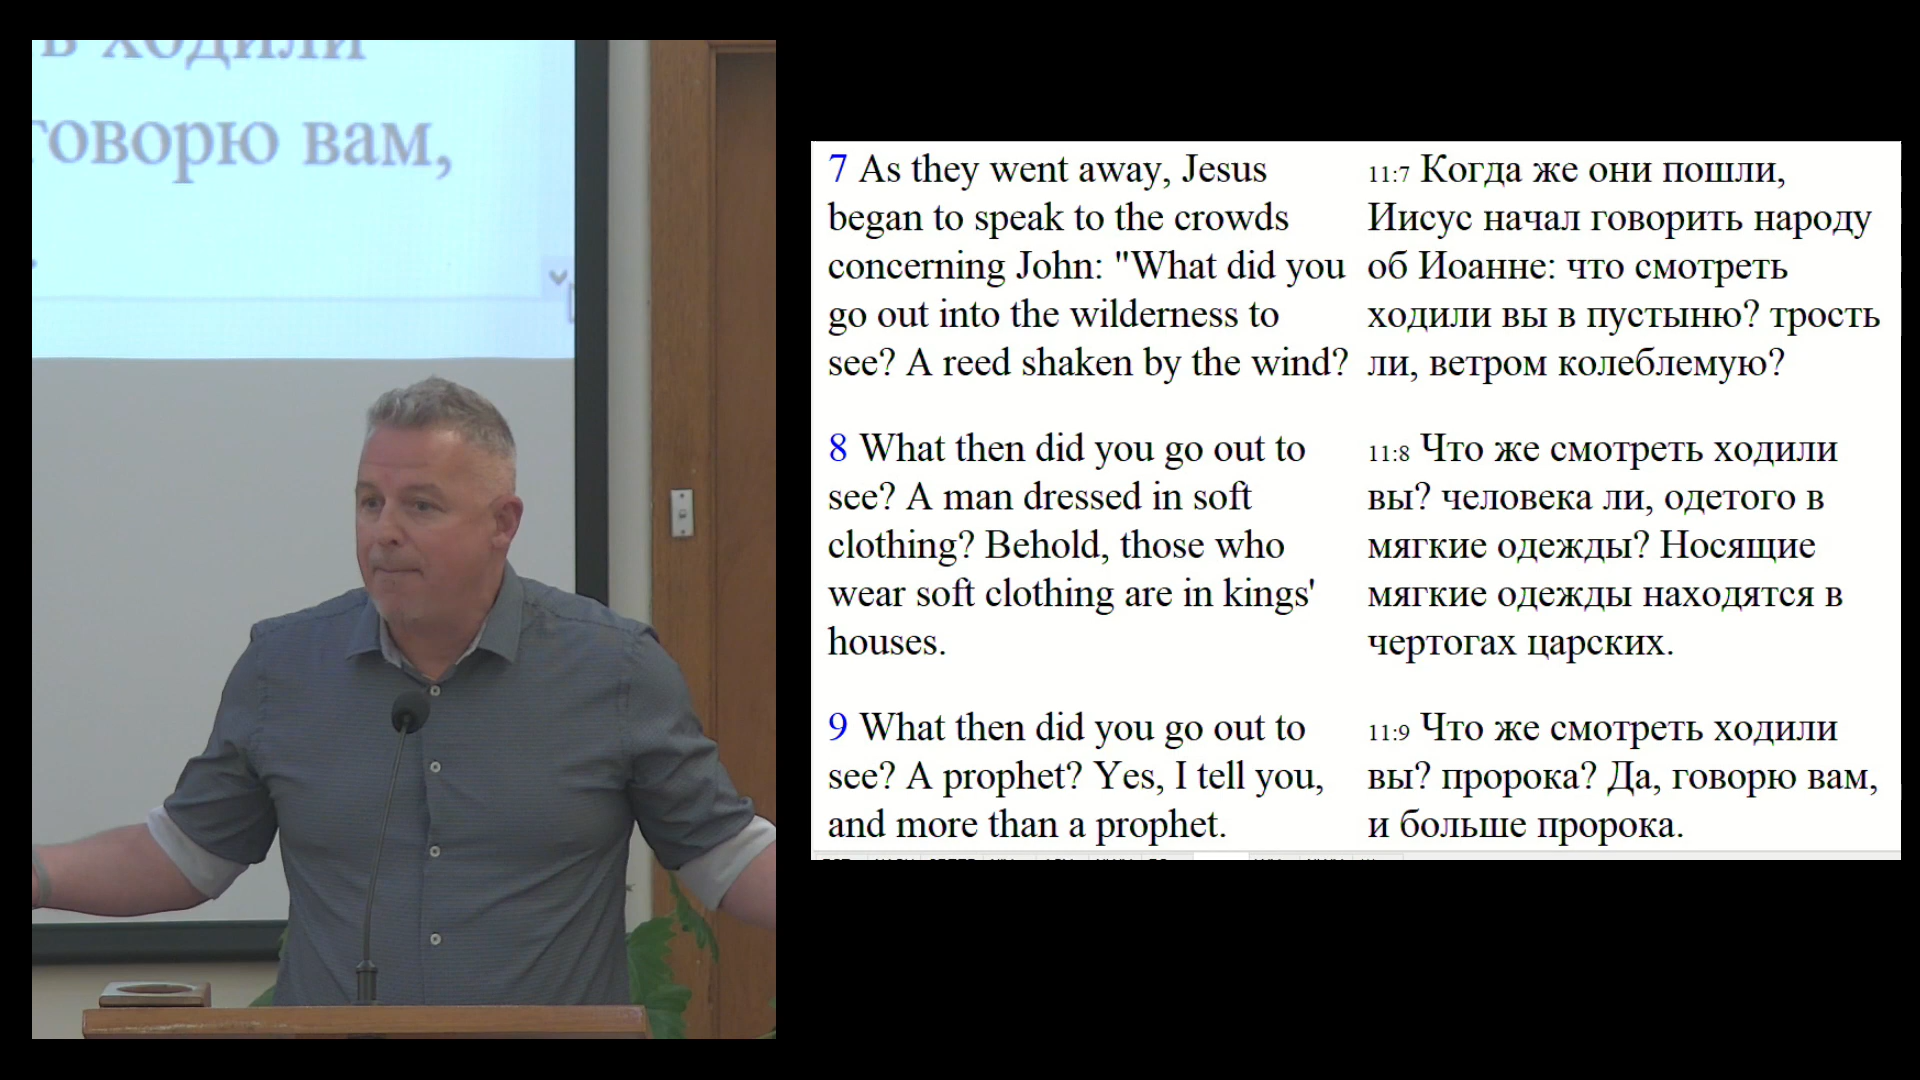 в ходили
говорю вам,
7 As they went away, Jesus
began to speak to the crowds
concerning John: "What did you
go out into the wilderness to
see? A reed shaken by the wind?
8 What then did you go out to
see? A man dressed in soft
clothing? Behold, those who
wear soft clothing are in kings'
houses.
9 What then did you go out to
see? A prophet? Yes, I tell you,
and more than a prophet.
11:7 Когда же они пошли,
Иисус начал говорить народу
об Иоанне: что смотреть
ходили вы в пустыню? трость
ли, ветром колеблемую?
11:8 Что же смотреть ходили
вы? человека ли, одетого в
мягкие одежды? Носящие
мягкие одежды находятся в
чертогах царских.
11:9 Что же смотреть ходили
вы? пророка? Да, говорю вам,
и больше пророка.